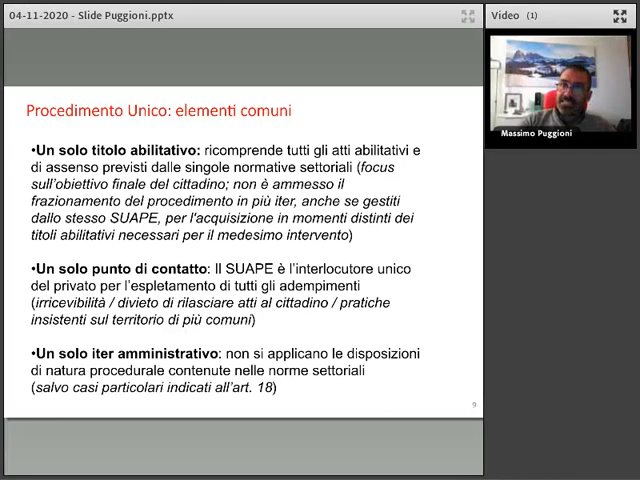 04-11-2020 - Slide Puggioni.pptx
Video (1)
Massimo Puggioni
Procedimento Unico: elementi comuni
•Un solo titolo abilitativo: ricomprende tutti gli atti abilitativi e
di assenso previsti dalle singole normative settoriali (focus
sull'obiettivo finale del cittadino; non è ammesso il
frazionamento del procedimento in più iter, anche se gestiti
dallo stesso SUAPE, per l'acquisizione in momenti distinti dei
titoli abilitativi necessari per il medesimo intervento)
•Un solo punto di contatto: Il SUAPE è l'interlocutore unico
del privato per l'espletamento di tutti gli adempimenti
(irricevibilità / divieto di rilasciare atti al cittadino / pratiche
insistenti sul territorio di più comuni)
•Un solo iter amministrativo: non si applicano le disposizioni
di natura procedurale contenute nelle norme settoriali
(salvo casi particolari indicati all'art. 18)
9